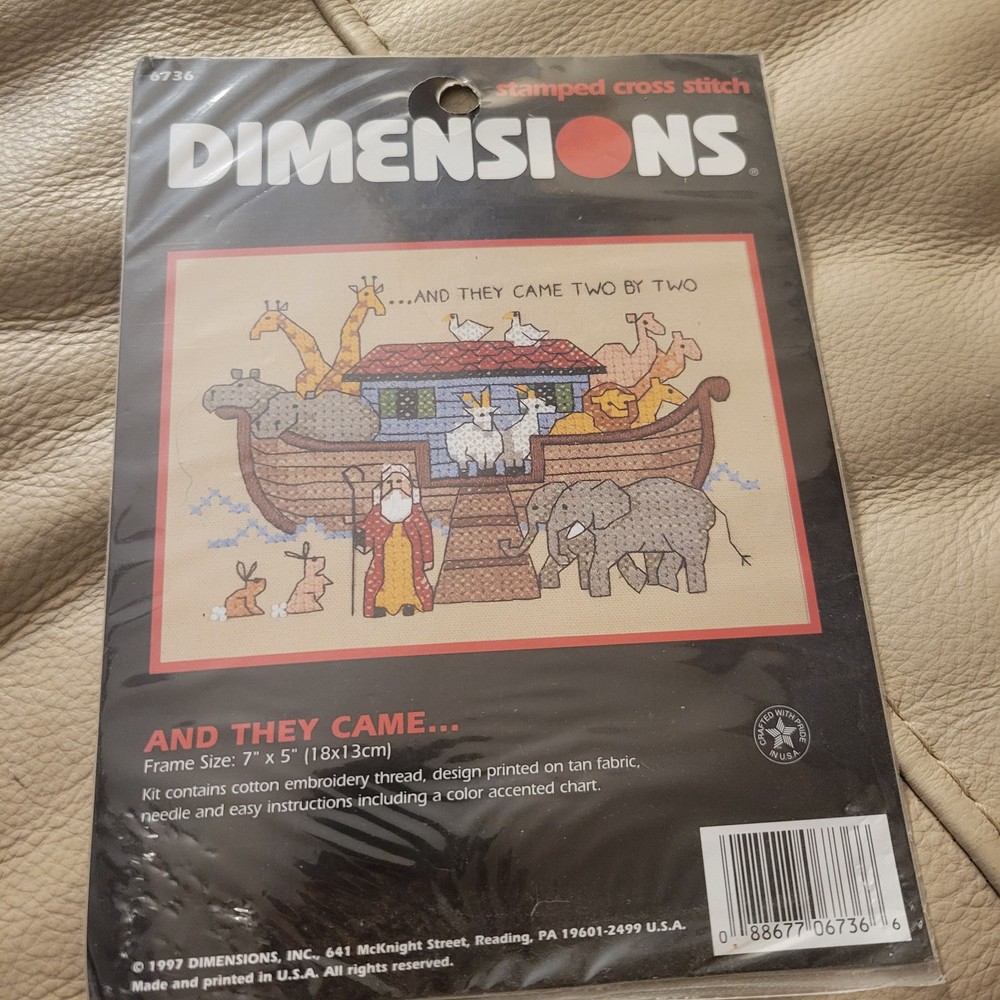 6736
stamped cross stitch
DIMENSIONS®
...AND THEY CAME TWO BY TWO
AND THEY CAME...
Frame Size: 7" x 5" (18x13cm)
Kit contains cotton embroidery thread, design printed on tan fabric,
needle and easy instructions including a color accented chart.
CRAFTED WITH PRIDE
IN U.S.A.
0 88677 06736 6
© 1997 DIMENSIONS, INC., 641 McKnight Street, Reading, PA 19601-2499 U.S.A.
Made and printed in U.S.A. All rights reserved.